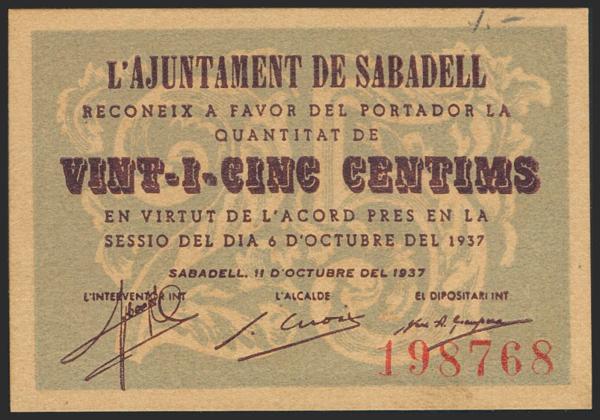 1.-
L'AJUNTAMENT DE SABADELL
RECONEIX A FAVOR DEL PORTADOR LA
QUANTITAT DE
VINT-I-CINC CENTIMS
EN VIRTUT DE L'ACORD PRES EN LA
SESSIO DEL DIA 6 D'OCTUBRE DEL 1937
SABADELL, 11 D'OCTUBRE DEL 1937
L'INTERVENTOR INT
L'ALCALDE
El DIPOSITARI INT
198768